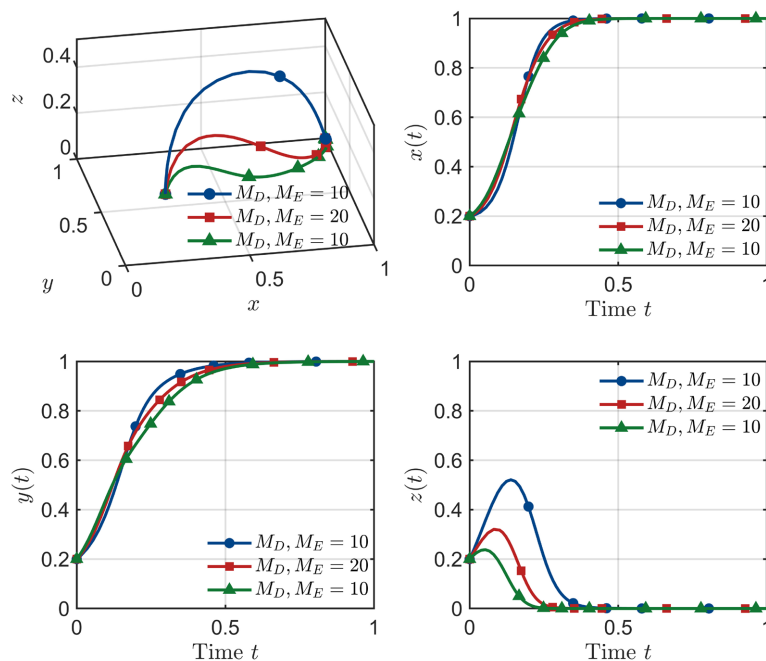 0.4
0.2
0
z
1
0.5
0
y
0
0.5
1
x
M_D, M_E = 10
M_D, M_E = 20
M_D, M_E = 10
1
0.8
0.6
0.4
0.2
0
x(t)
0
0.5
1
Time t
M_D, M_E = 10
M_D, M_E = 20
M_D, M_E = 10
1
0.8
0.6
0.4
0.2
0
y(t)
0
0.5
1
Time t
M_D, M_E = 10
M_D, M_E = 20
M_D, M_E = 10
1
0.8
0.6
0.4
0.2
0
z(t)
0
0.5
1
Time t
M_D, M_E = 10
M_D, M_E = 20
M_D, M_E = 10